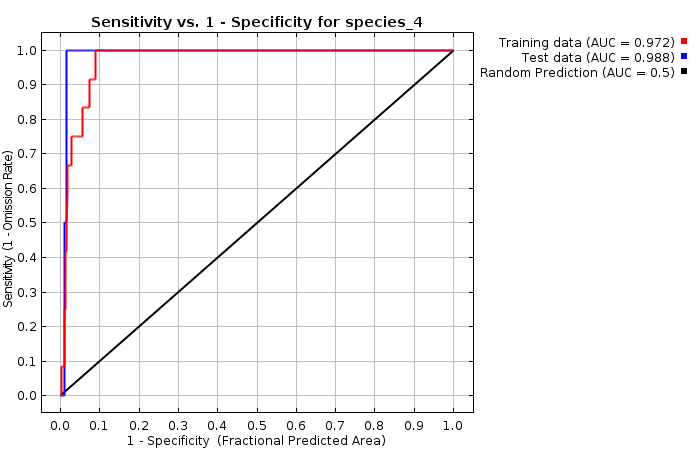 Sensitivity vs. 1 - Specificity for species_4
Training data (AUC = 0.972)
Test data (AUC = 0.988)
Random Prediction (AUC = 0.5)
Sensitivity (1 - Omission Rate)
1.0
0.9
0.8
0.7
0.6
0.5
0.4
0.3
0.2
0.1
0.0
0.0 0.1 0.2 0.3 0.4 0.5 0.6 0.7 0.8 0.9 1.0
1 - Specificity (Fractional Predicted Area)